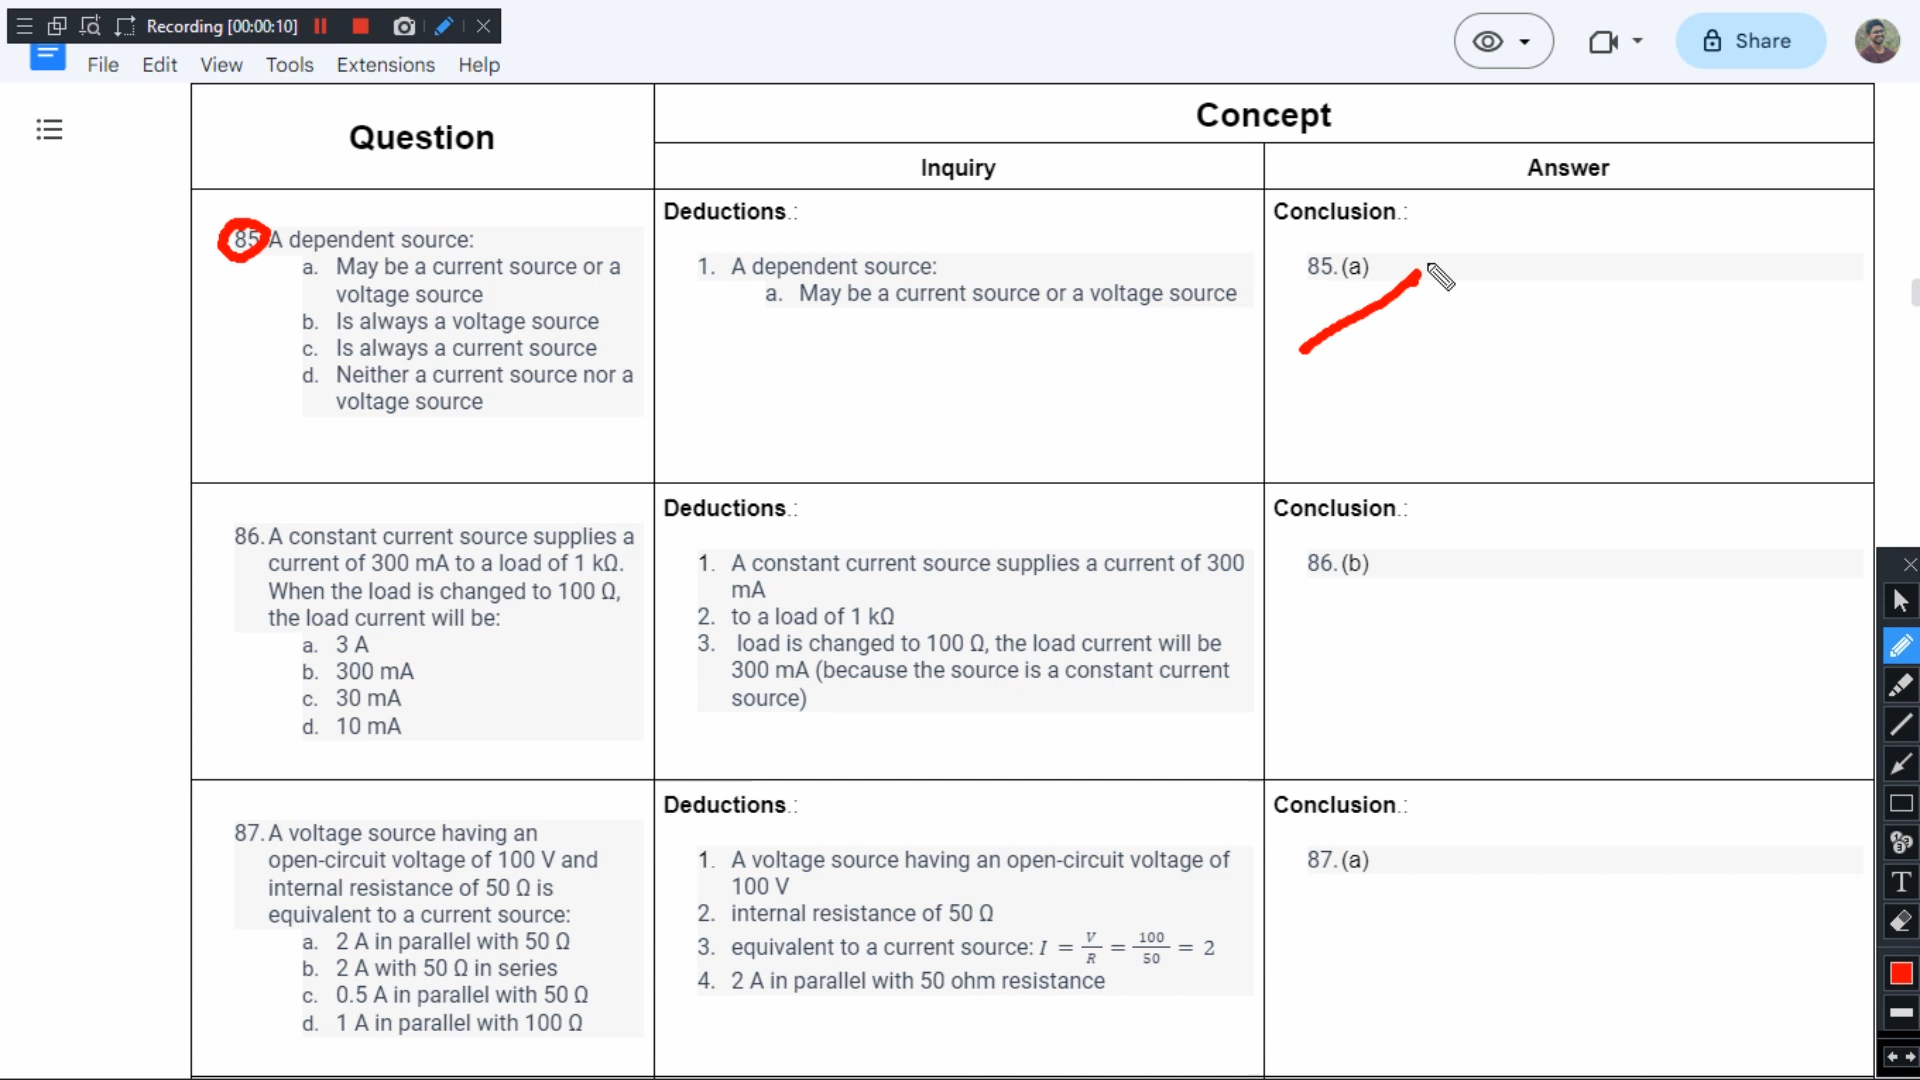 Recording [00:00:10]
File Edit View Tools Extensions Help
Share
Question
Concept
Inquiry
Answer
85. A dependent source:
a. May be a current source or a
voltage source
b. Is always a voltage source
c. Is always a current source
d. Neither a current source nor a
voltage source
Deductions.:
1. A dependent source:
a. May be a current source or a voltage source
Conclusion.:
85. (a)
86. A constant current source supplies a
current of 300 mA to a load of 1 kΩ.
When the load is changed to 100 Ω,
the load current will be:
a. 3 A
b. 300 mA
c. 30 mA
d. 10 mA
Deductions.:
1. A constant current source supplies a current of 300
mA
2. to a load of 1 kΩ
3. load is changed to 100 Ω, the load current will be
300 mA (because the source is a constant current
source)
Conclusion.:
86. (b)
87. A voltage source having an
open-circuit voltage of 100 V and
internal resistance of 50 Ω is
equivalent to a current source:
a. 2 A in parallel with 50 Ω
b. 2 A with 50 Ω in series
c. 0.5 A in parallel with 50 Ω
d. 1 A in parallel with 100 Ω
Deductions.:
1. A voltage source having an open-circuit voltage of
100 V
2. internal resistance of 50 Ω
3. equivalent to a current source: I = V/R = 100/50 = 2
4. 2 A in parallel with 50 ohm resistance
Conclusion.:
87. (a)
T